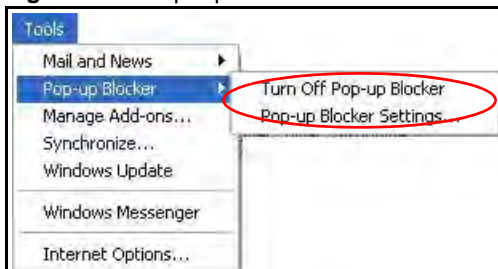 Tools
Mail and News
Pop-up Blocker
Turn Off Pop-up Blocker
Pop-up Blocker Settings...
Manage Add-ons...
Synchronize...
Windows Update
Windows Messenger
Internet Options...